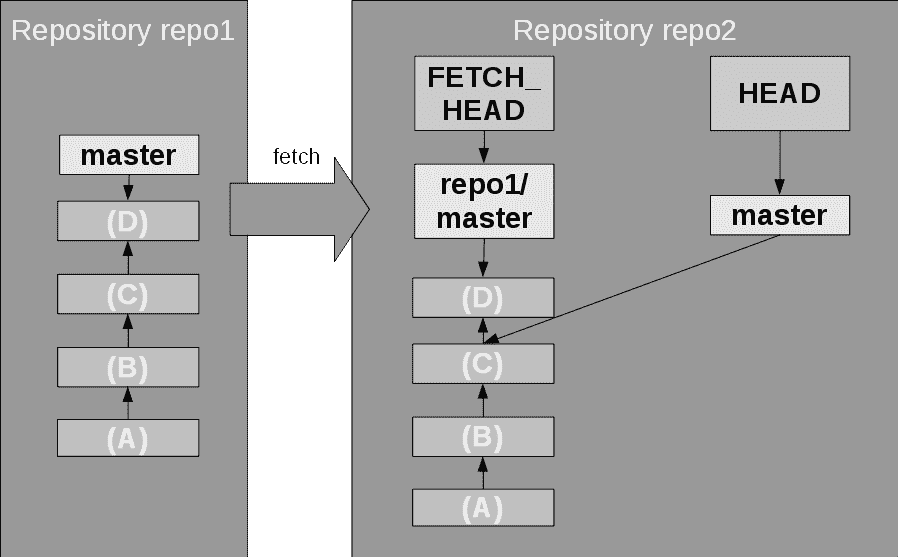 Repository repo1
master
(D)
(C)
(B)
(A)
fetch
Repository repo2
FETCH_
HEAD
repo1/
master
(D)
(C)
(B)
(A)
HEAD
master